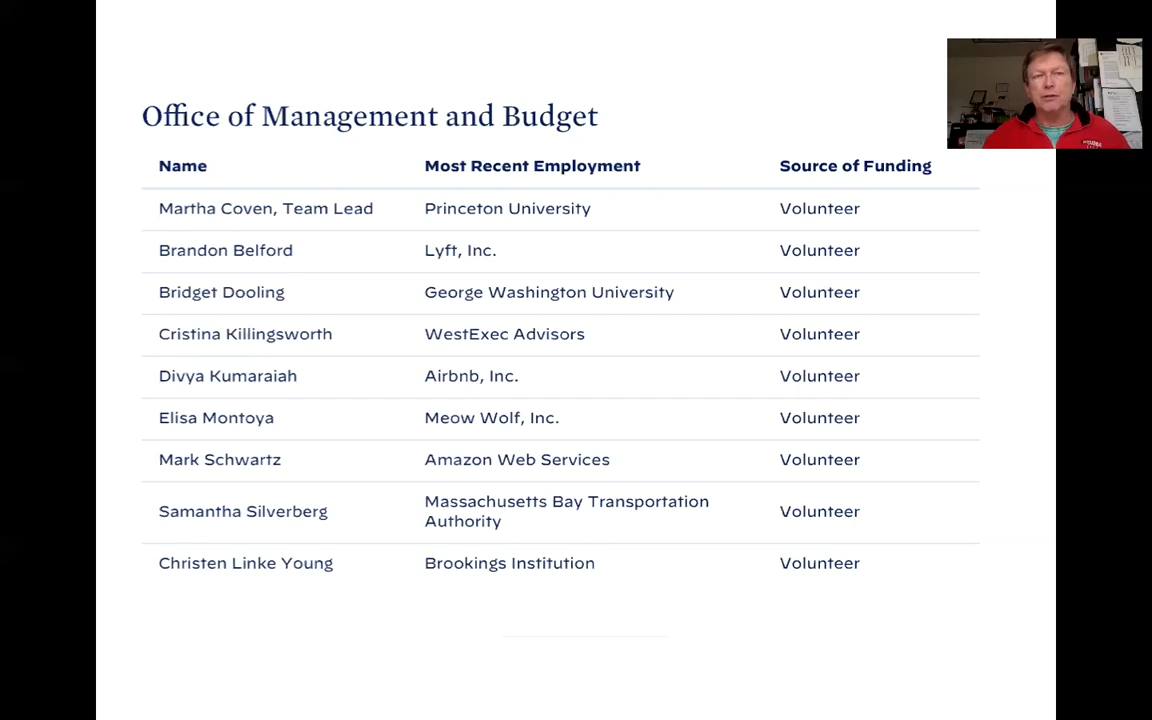 Office of Management and Budget
Name Most Recent Employment Source of Funding
Martha Coven, Team Lead Princeton University Volunteer
Brandon Belford Lyft, Inc. Volunteer
Bridget Dooling George Washington University Volunteer
Cristina Killingsworth WestExec Advisors Volunteer
Divya Kumaraiah Airbnb, Inc. Volunteer
Elisa Montoya Meow Wolf, Inc. Volunteer
Mark Schwartz Amazon Web Services Volunteer
Samantha Silverberg Massachusetts Bay Transportation Authority Volunteer
Christen Linke Young Brookings Institution Volunteer